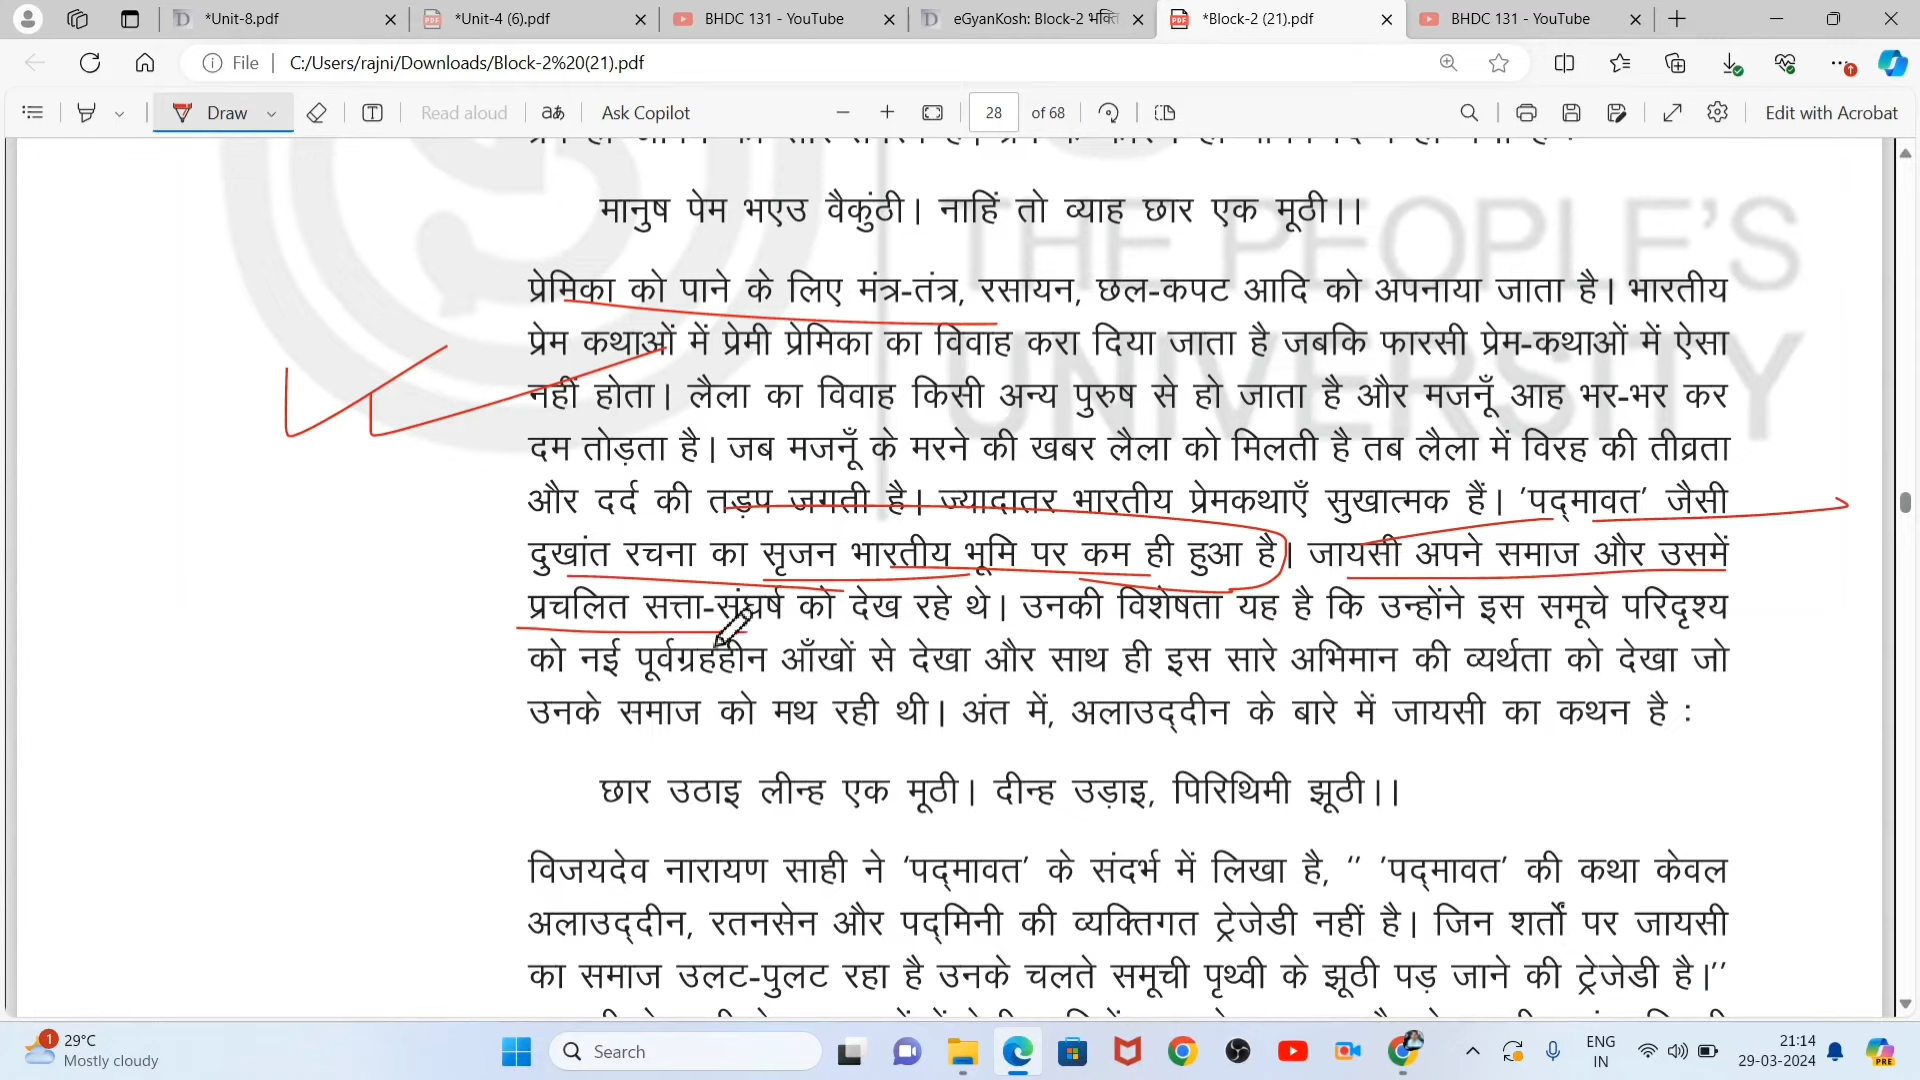 *Unit-8.pdf
*Unit-4 (6).pdf
BHDC 131 - YouTube
eGyanKosh: Block-2 भक्ति
*Block-2 (21).pdf
BHDC 131 - YouTube
File
C:/Users/rajni/Downloads/Block-2%20(21).pdf
Draw
Read aloud
Ask Copilot
28
of 68
Edit with Acrobat
THE PEOPLE'S
UNIVERSITY
मानुष पेम भएउ वैकुंठी। नाहिं तो व्याह छार एक मूठी।।
प्रेमिका को पाने के लिए मंत्र-तंत्र, रसायन, छल-कपट आदि को अपनाया जाता है। भारतीय
प्रेम कथाओं में प्रेमी प्रेमिका का विवाह करा दिया जाता है जबकि फारसी प्रेम-कथाओं में ऐसा
नहीं होता। लैला का विवाह किसी अन्य पुरुष से हो जाता है और मजनूँ आह भर-भर कर
दम तोड़ता है। जब मजनूँ के मरने की खबर लैला को मिलती है तब लैला में विरह की तीव्रता
और दर्द की तड़प जगती है। ज्यादातर भारतीय प्रेमकथाएँ सुखात्मक हैं। 'पद्मावत' जैसी
दुखांत रचना का सृजन भारतीय भूमि पर कम ही हुआ है। जायसी अपने समाज और उसमें
प्रचलित सत्ता-संघर्ष को देख रहे थे। उनकी विशेषता यह है कि उन्होंने इस समूचे परिदृश्य
को नई पूर्वग्रहहीन आँखों से देखा और साथ ही इस सारे अभिमान की व्यर्थता को देखा जो
उनके समाज को मथ रही थी। अंत में, अलाउद्दीन के बारे में जायसी का कथन है :
छार उठाइ लीन्ह एक मूठी। दीन्ह उड़ाइ, पिरिथिमी झूठी।।
विजयदेव नारायण साही ने 'पद्मावत' के संदर्भ में लिखा है, '' 'पद्मावत' की कथा केवल
अलाउद्दीन, रतनसेन और पद्मिनी की व्यक्तिगत ट्रेजेडी नहीं है। जिन शर्तों पर जायसी
का समाज उलट-पुलट रहा है उनके चलते समूची पृथ्वी के झूठी पड़ जाने की ट्रेजेडी है।''
1
29°C
Mostly cloudy
Search
ENG
IN
21:14
29-03-2024
PRE